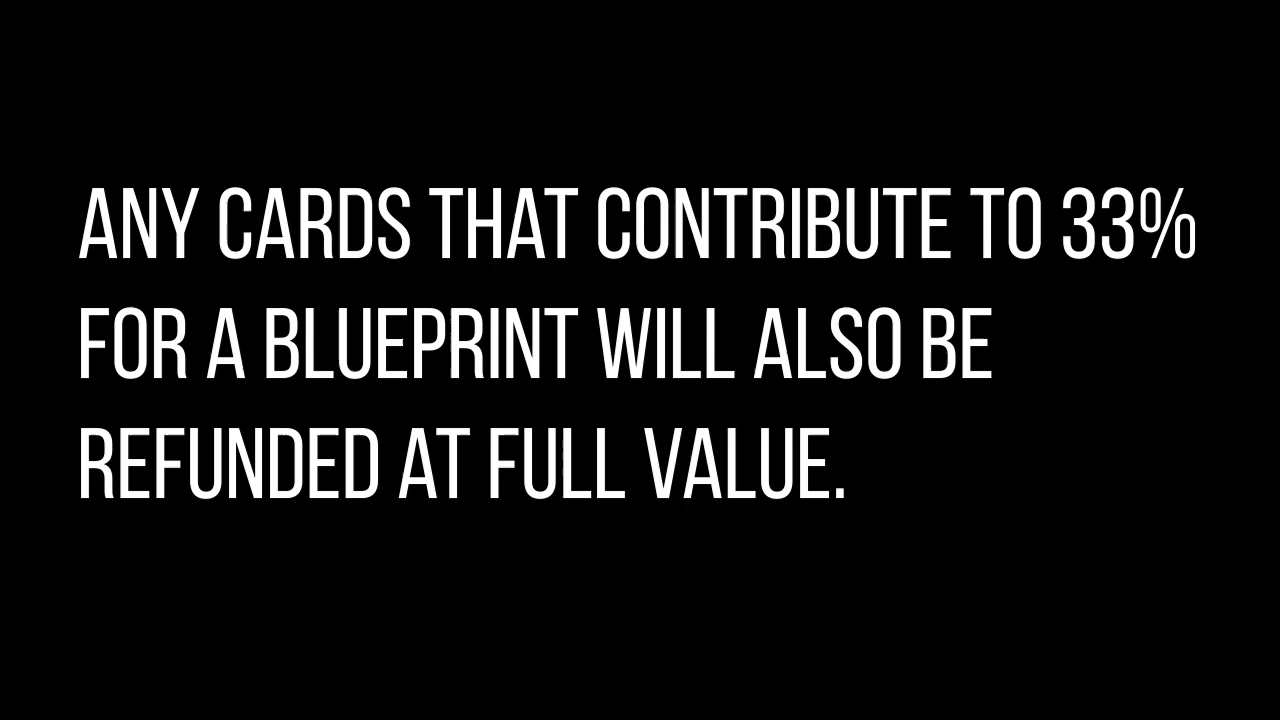 ANY CARDS THAT CONTRIBUTE TO 33%
FOR A BLUEPRINT WILL ALSO BE
REFUNDED AT FULL VALUE.